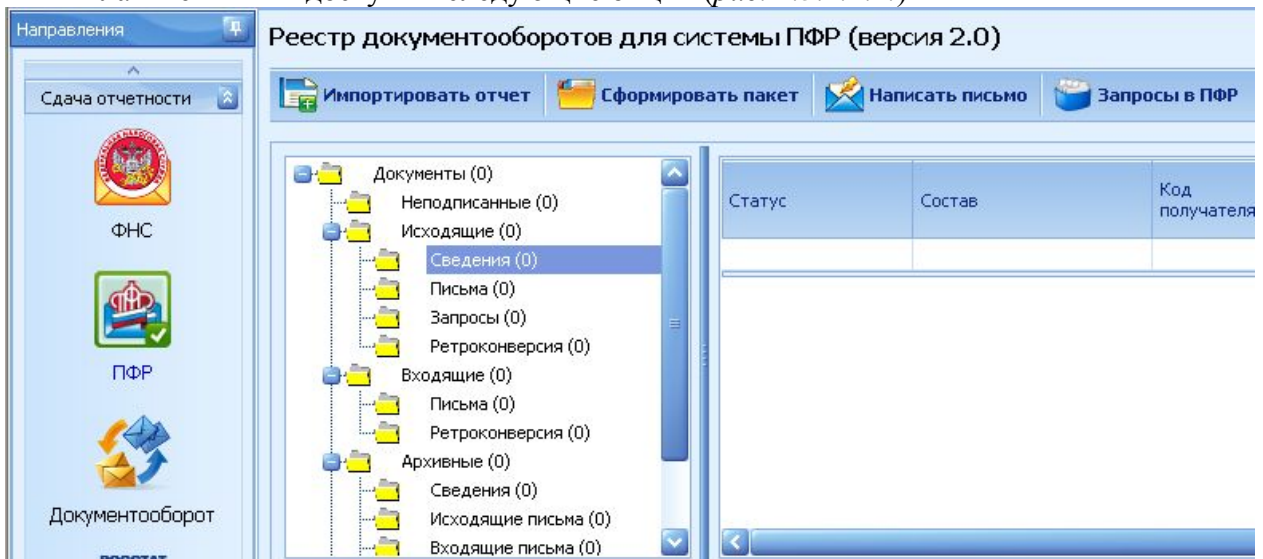 Направления
Реестр документооборотов для системы ПФР (версия 2.0)
Сдача отчетности
Импортировать отчет
Сформировать пакет
Написать письмо
Запросы в ПФР
ФНС
ПФР
Документооборот
Документы (0)
Неподписанные (0)
Исходящие (0)
Сведения (0)
Письма (0)
Запросы (0)
Ретроконверсия (0)
Входящие (0)
Письма (0)
Ретроконверсия (0)
Архивные (0)
Сведения (0)
Исходящие письма (0)
Входящие письма (0)
Статус
Состав
Код
получателя